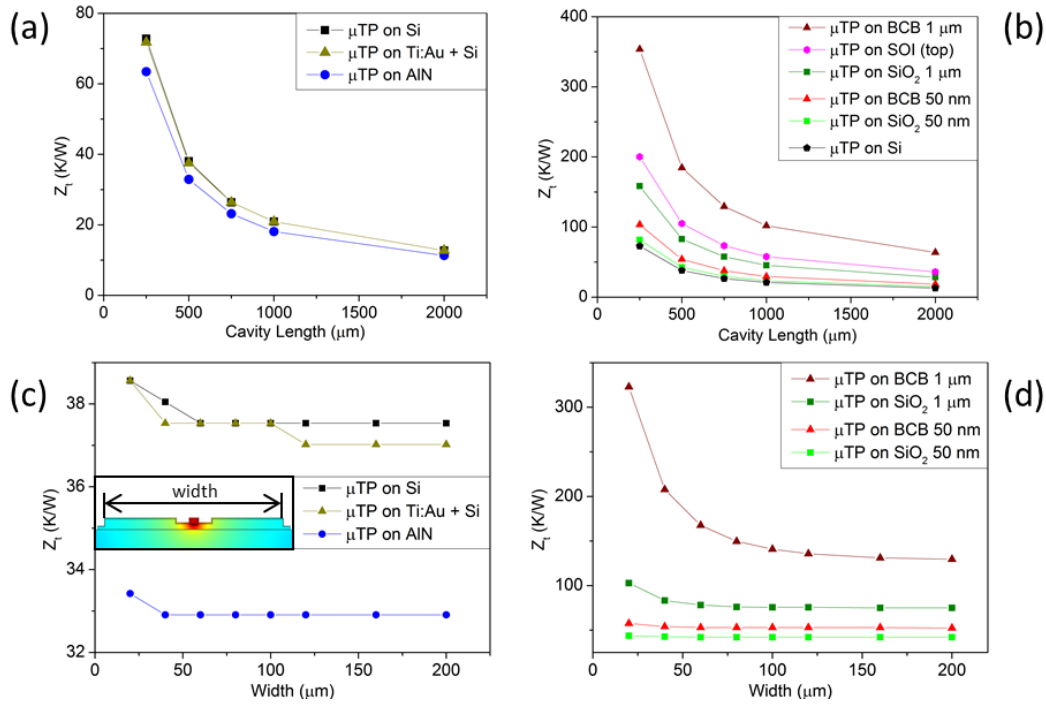 (a)
80
60
40
20
0
Z_t (K/W)
0 500 1000 1500 2000
Cavity Length (μm)
μTP on Si
μTP on Ti:Au + Si
μTP on AlN
(b)
400
350
300
250
200
150
100
50
0
Z_t (K/W)
0 500 1000 1500 2000
Cavity Length (μm)
μTP on BCB 1 μm
μTP on SOI (top)
μTP on SiO₂ 1 μm
μTP on BCB 50 nm
μTP on SiO₂ 50 nm
μTP on Si
(c)
38
36
34
32
Z_t (K/W)
0 50 100 150 200
Width (μm)
width
μTP on Si
μTP on Ti:Au + Si
μTP on AlN
(d)
300
200
100
Z_t (K/W)
0 50 100 150 200
Width (μm)
μTP on BCB 1 μm
μTP on SiO₂ 1 μm
μTP on BCB 50 nm
μTP on SiO₂ 50 nm